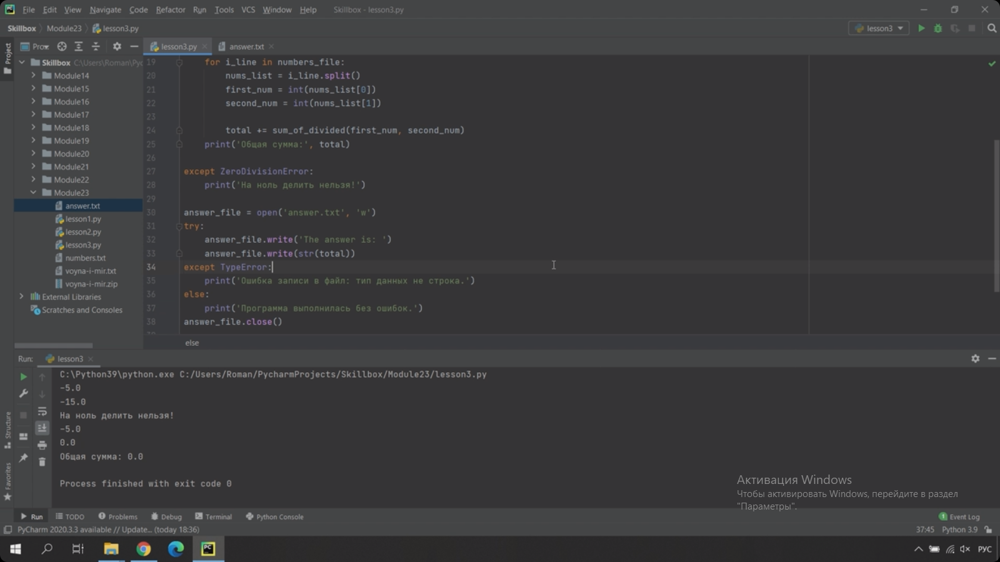 File Edit View Navigate Code Refactor Run Tools VCS Window Help Skillbox - lesson3.py
Skillbox Module23 lesson3.py lesson3
Project
Pro lesson3.py answer.txt
Skillbox C:\Users\Roman\Pyc
Module14
Module15
Module16
Module17
Module18
Module19
Module20
Module21
Module22
Module23
answer.txt
lesson1.py
lesson2.py
lesson3.py
numbers.txt
voyna-i-mir.txt
voyna-i-mir.zip
External Libraries
Scratches and Consoles
19 for i_line in numbers_file:
20 nums_list = i_line.split()
21 first_num = int(nums_list[0])
22 second_num = int(nums_list[1])
23
24 total += sum_of_divided(first_num, second_num)
25 print('Общая сумма:', total)
26
27 except ZeroDivisionError:
28 print('На ноль делить нельзя!')
29
30 answer_file = open('answer.txt', 'w')
31 try:
32 answer_file.write('The answer is: ')
33 answer_file.write(str(total))
34 except TypeError:
35 print('Ошибка записи в файл: тип данных не строка.')
36 else:
37 print('Программа выполнилась без ошибок.')
38 answer_file.close()
else
Run: lesson3
C:\Python39\python.exe C:/Users/Roman/PycharmProjects/Skillbox/Module23/lesson3.py
-5.0
-15.0
На ноль делить нельзя!
-5.0
0.0
Общая сумма: 0.0
Process finished with exit code 0
Structure
Favorites
Активация Windows
Чтобы активировать Windows, перейдите в раздел
"Параметры".
Run TODO Problems Debug Terminal Python Console 1 Event Log
PyCharm 2020.3.3 available // Update... (today 18:36) 37:45 Python 3.9
РУС